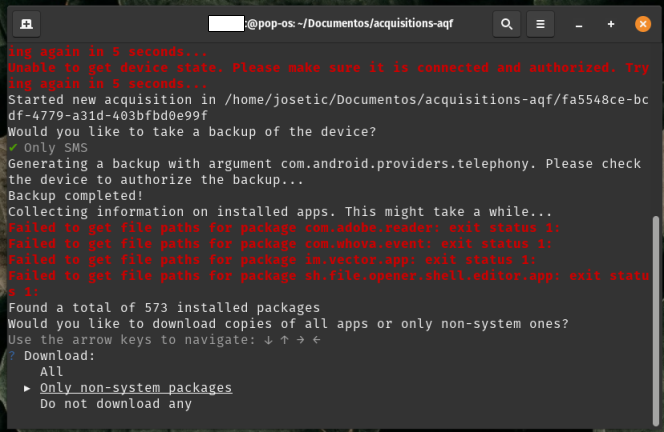 :@pop-os: ~/Documentos/acquisitions-aqf
ing again in 5 seconds...
Unable to get device state. Please make sure it is connected and authorized. Try
ing again in 5 seconds...
Started new acquisition in /home/josetic/Documentos/acquisitions-aqf/fa5548ce-bc
df-4779-a31d-403bfbd0e99f
Would you like to take a backup of the device?
✔ Only SMS
Generating a backup with argument com.android.providers.telephony. Please check
the device to authorize the backup...
Backup completed!
Collecting information on installed apps. This might take a while...
Failed to get file paths for package com.adobe.reader: exit status 1:
Failed to get file paths for package com.whova.event: exit status 1:
Failed to get file paths for package im.vector.app: exit status 1:
Failed to get file paths for package sh.file.opener.shell.editor.app: exit statu
s 1:
Found a total of 573 installed packages
Would you like to download copies of all apps or only non-system ones?
Use the arrow keys to navigate: ↓ ↑ → ←
? Download:
All
▸ Only non-system packages
Do not download any